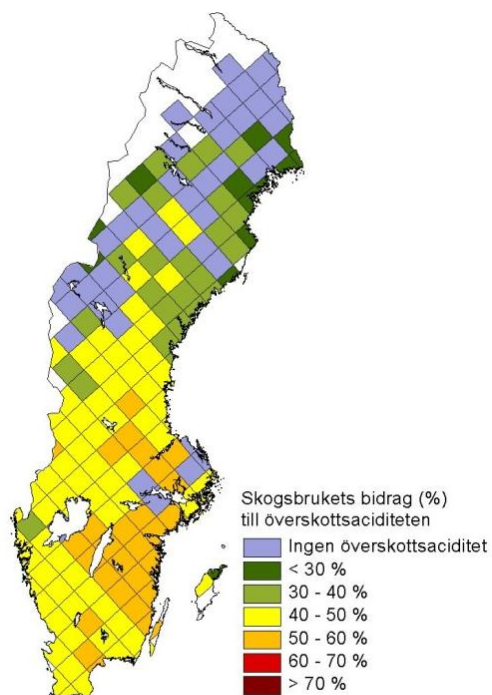 Skogsbrukets bidrag (%)
till överskottsaciditeten
Ingen överskottsaciditet
< 30 %
30 - 40 %
40 - 50 %
50 - 60 %
60 - 70 %
> 70 %